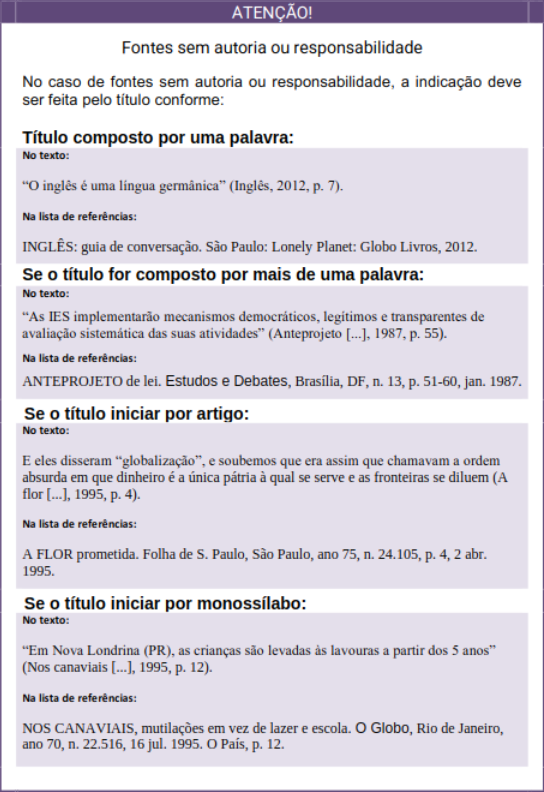 ATENÇÃO!
Fontes sem autoria ou responsabilidade
No caso de fontes sem autoria ou responsabilidade, a indicação deve
ser feita pelo título conforme:
Título composto por uma palavra:
No texto:
“O inglês é uma língua germânica” (Inglês, 2012, p. 7).
Na lista de referências:
INGLÊS: guia de conversação. São Paulo: Lonely Planet: Globo Livros, 2012.
Se o título for composto por mais de uma palavra:
No texto:
“As IES implementarão mecanismos democráticos, legítimos e transparentes de
avaliação sistemática das suas atividades” (Anteprojeto [...], 1987, p. 55).
Na lista de referências:
ANTEPROJETO de lei. Estudos e Debates, Brasília, DF, n. 13, p. 51-60, jan. 1987.
Se o título iniciar por artigo:
No texto:
E eles disseram “globalização”, e soubemos que era assim que chamavam a ordem
absurda em que dinheiro é a única pátria à qual se serve e as fronteiras se diluem (A
flor [...], 1995, p. 4).
Na lista de referências:
A FLOR prometida. Folha de S. Paulo, São Paulo, ano 75, n. 24.105, p. 4, 2 abr.
1995.
Se o título iniciar por monossílabo:
No texto:
“Em Nova Londrina (PR), as crianças são levadas às lavouras a partir dos 5 anos”
(Nos canaviais [...], 1995, p. 12).
Na lista de referências:
NOS CANAVIAIS, mutilações em vez de lazer e escola. O Globo, Rio de Janeiro,
ano 70, n. 22.516, 16 jul. 1995. O País, p. 12.